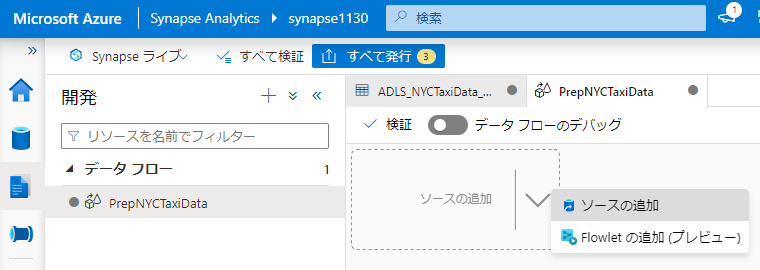 Microsoft Azure
Synapse Analytics
synapse1130
検索
1
Synapse ライブ
すべて検証
すべて発行
3
開発
リソースを名前でフィルター
データ フロー
1
PrepNYCTaxiData
ADLS_NYCTaxiData_...
PrepNYCTaxiData
検証
データ フローのデバッグ
ソースの追加
ソースの追加
Flowlet の追加 (プレビュー)